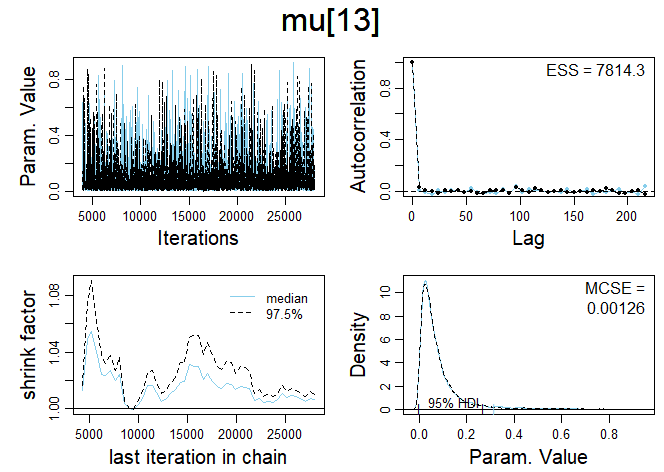 mu[13]
Param. Value
0.0 0.4 0.8
5000 10000 15000 20000 25000
Iterations
ESS = 7814.3
Autocorrelation
0.0 0.4 0.8
0 50 100 150 200
Lag
median
97.5%
shrink factor
1.00 1.04 1.08
5000 10000 15000 20000 25000
last iteration in chain
MCSE =
0.00126
Density
0 2 4 6 8 10
95% HDI
0.0 0.2 0.4 0.6 0.8
Param. Value